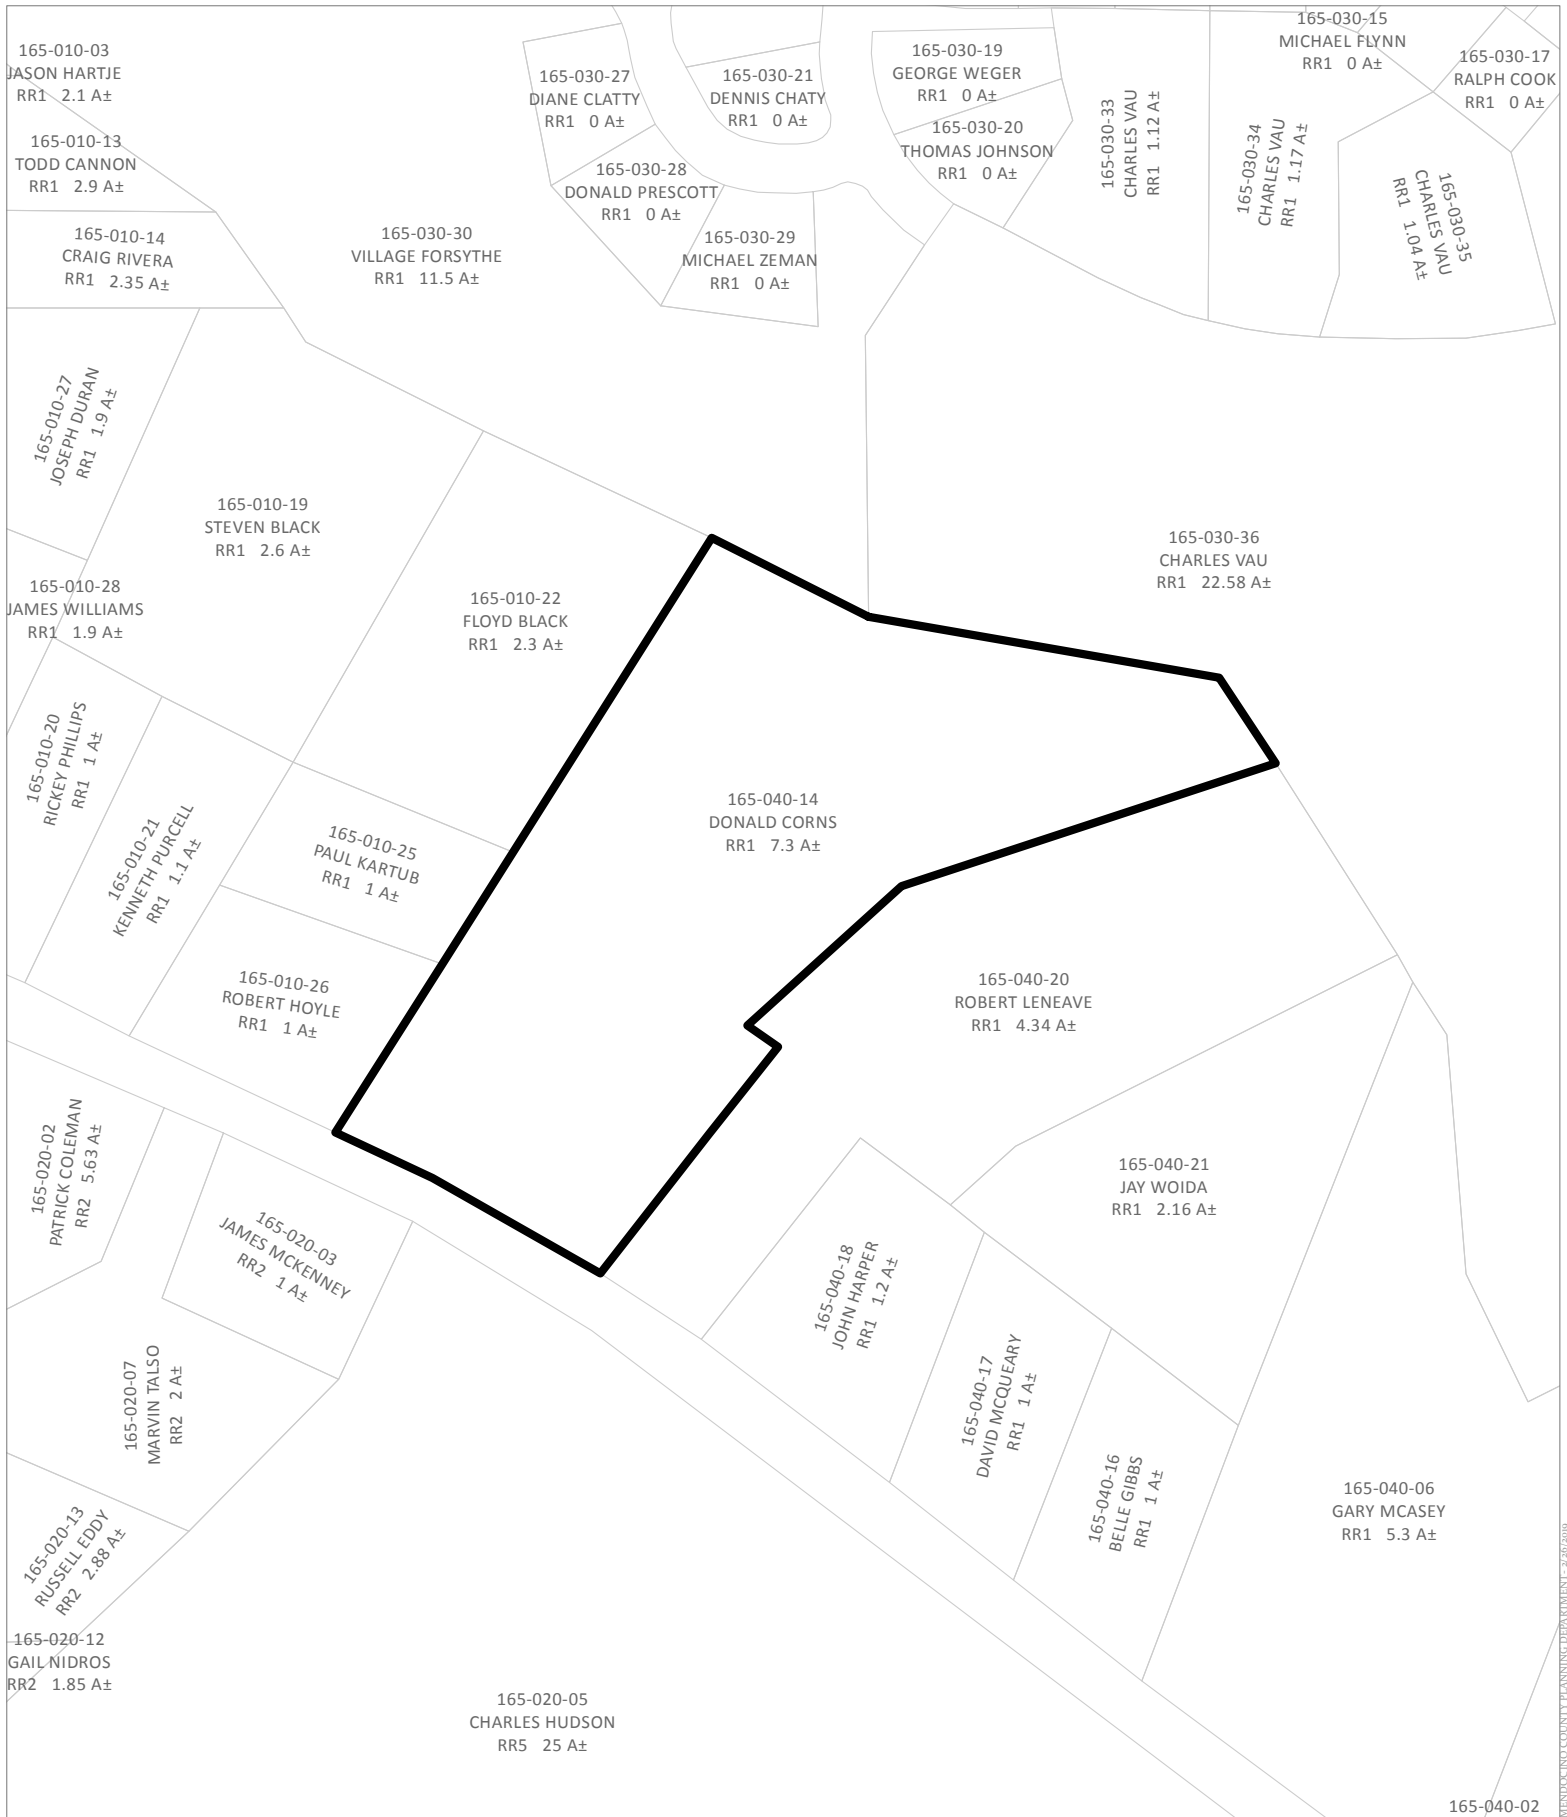 165-010-03
JASON HARTJE
RR1 2.1 A±
165-010-13
TODD CANNON
RR1 2.9 A±
165-010-14
CRAIG RIVERA
RR1 2.35 A±
165-030-30
VILLAGE FORSYTHE
RR1 11.5 A±
165-030-27
DIANE CLATTY
RR1 0 A±
165-030-28
DONALD PRESCOTT
RR1 0 A±
165-030-29
MICHAEL ZEMAN
RR1 0 A±
165-030-21
DENNIS CHATY
RR1 0 A±
165-030-19
GEORGE WEGER
RR1 0 A±
165-030-20
THOMAS JOHNSON
RR1 0 A±
165-030-33
CHARLES VAU
RR1 1.12 A±
165-030-34
CHARLES VAU
RR1 1.17 A±
165-030-15
MICHAEL FLYNN
RR1 0 A±
165-030-17
RALPH COOK
RR1 0 A±
165-030-35
CHARLES VAU
RR1 1.04 A±
165-010-27
JOSEPH DURAN
RR1 1.9 A±
165-010-19
STEVEN BLACK
RR1 2.6 A±
165-010-28
JAMES WILLIAMS
RR1 1.9 A±
165-010-22
FLOYD BLACK
RR1 2.3 A±
165-030-36
CHARLES VAU
RR1 22.58 A±
165-010-20
RICKEY PHILLIPS
RR1 1 A±
165-010-21
KENNETH PURCELL
RR1 1.1 A±
165-010-25
PAUL KARTUB
RR1 1 A±
165-040-14
DONALD CORNS
RR1 7.3 A±
165-010-26
ROBERT HOYLE
RR1 1 A±
165-040-20
ROBERT LENEAVE
RR1 4.34 A±
165-020-02
PATRICK COLEMAN
RR2 5.63 A±
165-020-03
JAMES MCKENNEY
RR2 1 A±
165-040-21
JAY WOIDA
RR1 2.16 A±
165-040-18
JOHN HARPER
RR1 1.2 A±
165-020-07
MARVIN TALSO
RR2 2 A±
165-040-17
DAVID MCQUEARY
RR1 1 A±
165-040-16
BELLE GIBBS
RR1 1 A±
165-040-06
GARY MCASEY
RR1 5.3 A±
165-020-13
RUSSELL EDDY
RR2 2.88 A±
165-020-12
GAIL NIDROS
RR2 1.85 A±
165-020-05
CHARLES HUDSON
RR5 25 A±
165-040-02
MENDOCINO COUNTY PLANNING DEPARTMENT - 2/26/2019